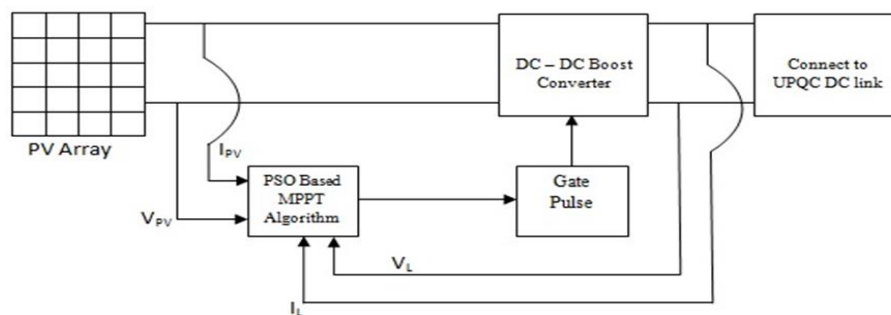 DC – DC Boost
Converter
Connect to
UPQC DC link
PV Array
I_PV
PSO Based
MPPT
Algorithm
Gate
Pulse
V_PV
V_L
I_L